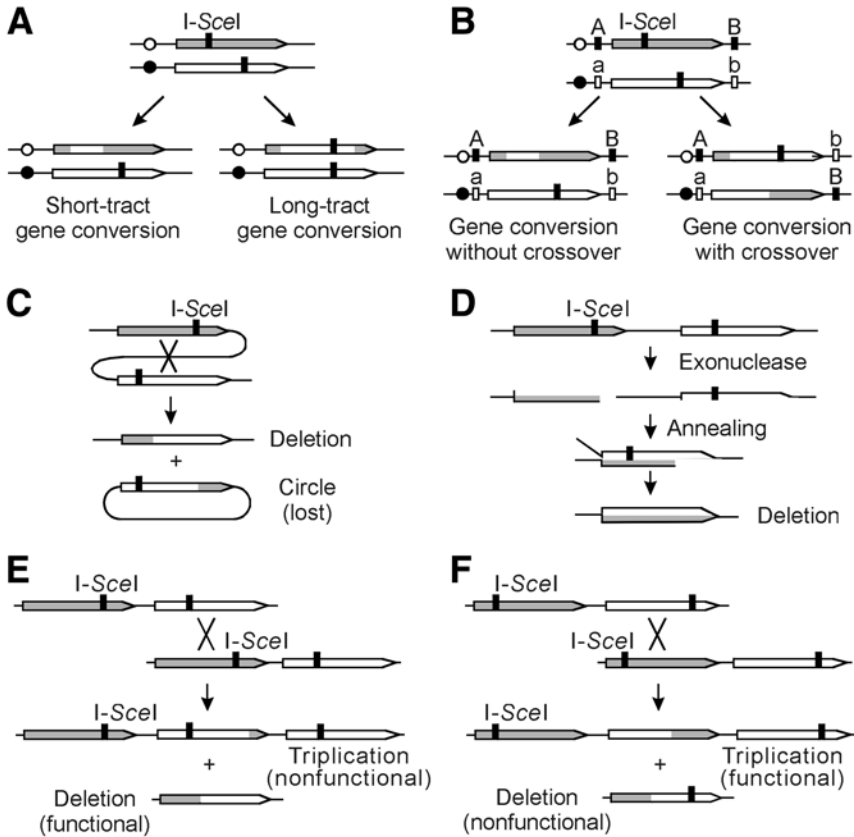 A
I-SceI
Short-tract
gene conversion
Long-tract
gene conversion
B
I-SceI
A
B
a
b
A
B
a
b
A
b
a
B
Gene conversion
without crossover
Gene conversion
with crossover
C
I-SceI
Deletion
+
Circle
(lost)
D
I-SceI
Exonuclease
Annealing
Deletion
E
I-SceI
I-SceI
I-SceI
+
Triplication
(nonfunctional)
Deletion
(functional)
F
I-SceI
I-SceI
I-SceI
+
Triplication
(functional)
Deletion
(nonfunctional)